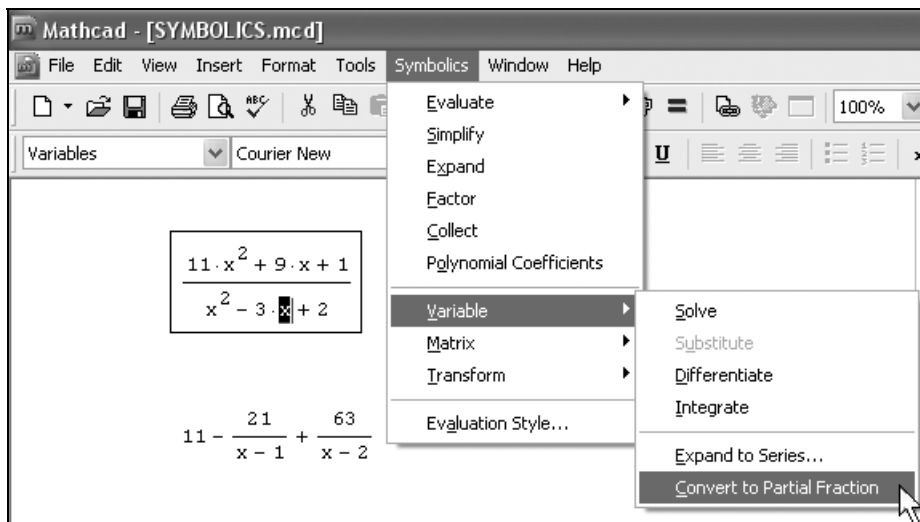 Mathcad - [SYMBOLICS.mcd]
File Edit View Insert Format Tools Symbolics Window Help
100%
Variables Courier New U
Evaluate
Simplify
Expand
Factor
Collect
Polynomial Coefficients
Variable
Matrix
Transform
Evaluation Style...
Solve
Substitute
Differentiate
Integrate
Expand to Series...
Convert to Partial Fraction
11·x² + 9·x + 1
x² - 3·x + 2
11 - 21/(x - 1) + 63/(x - 2)